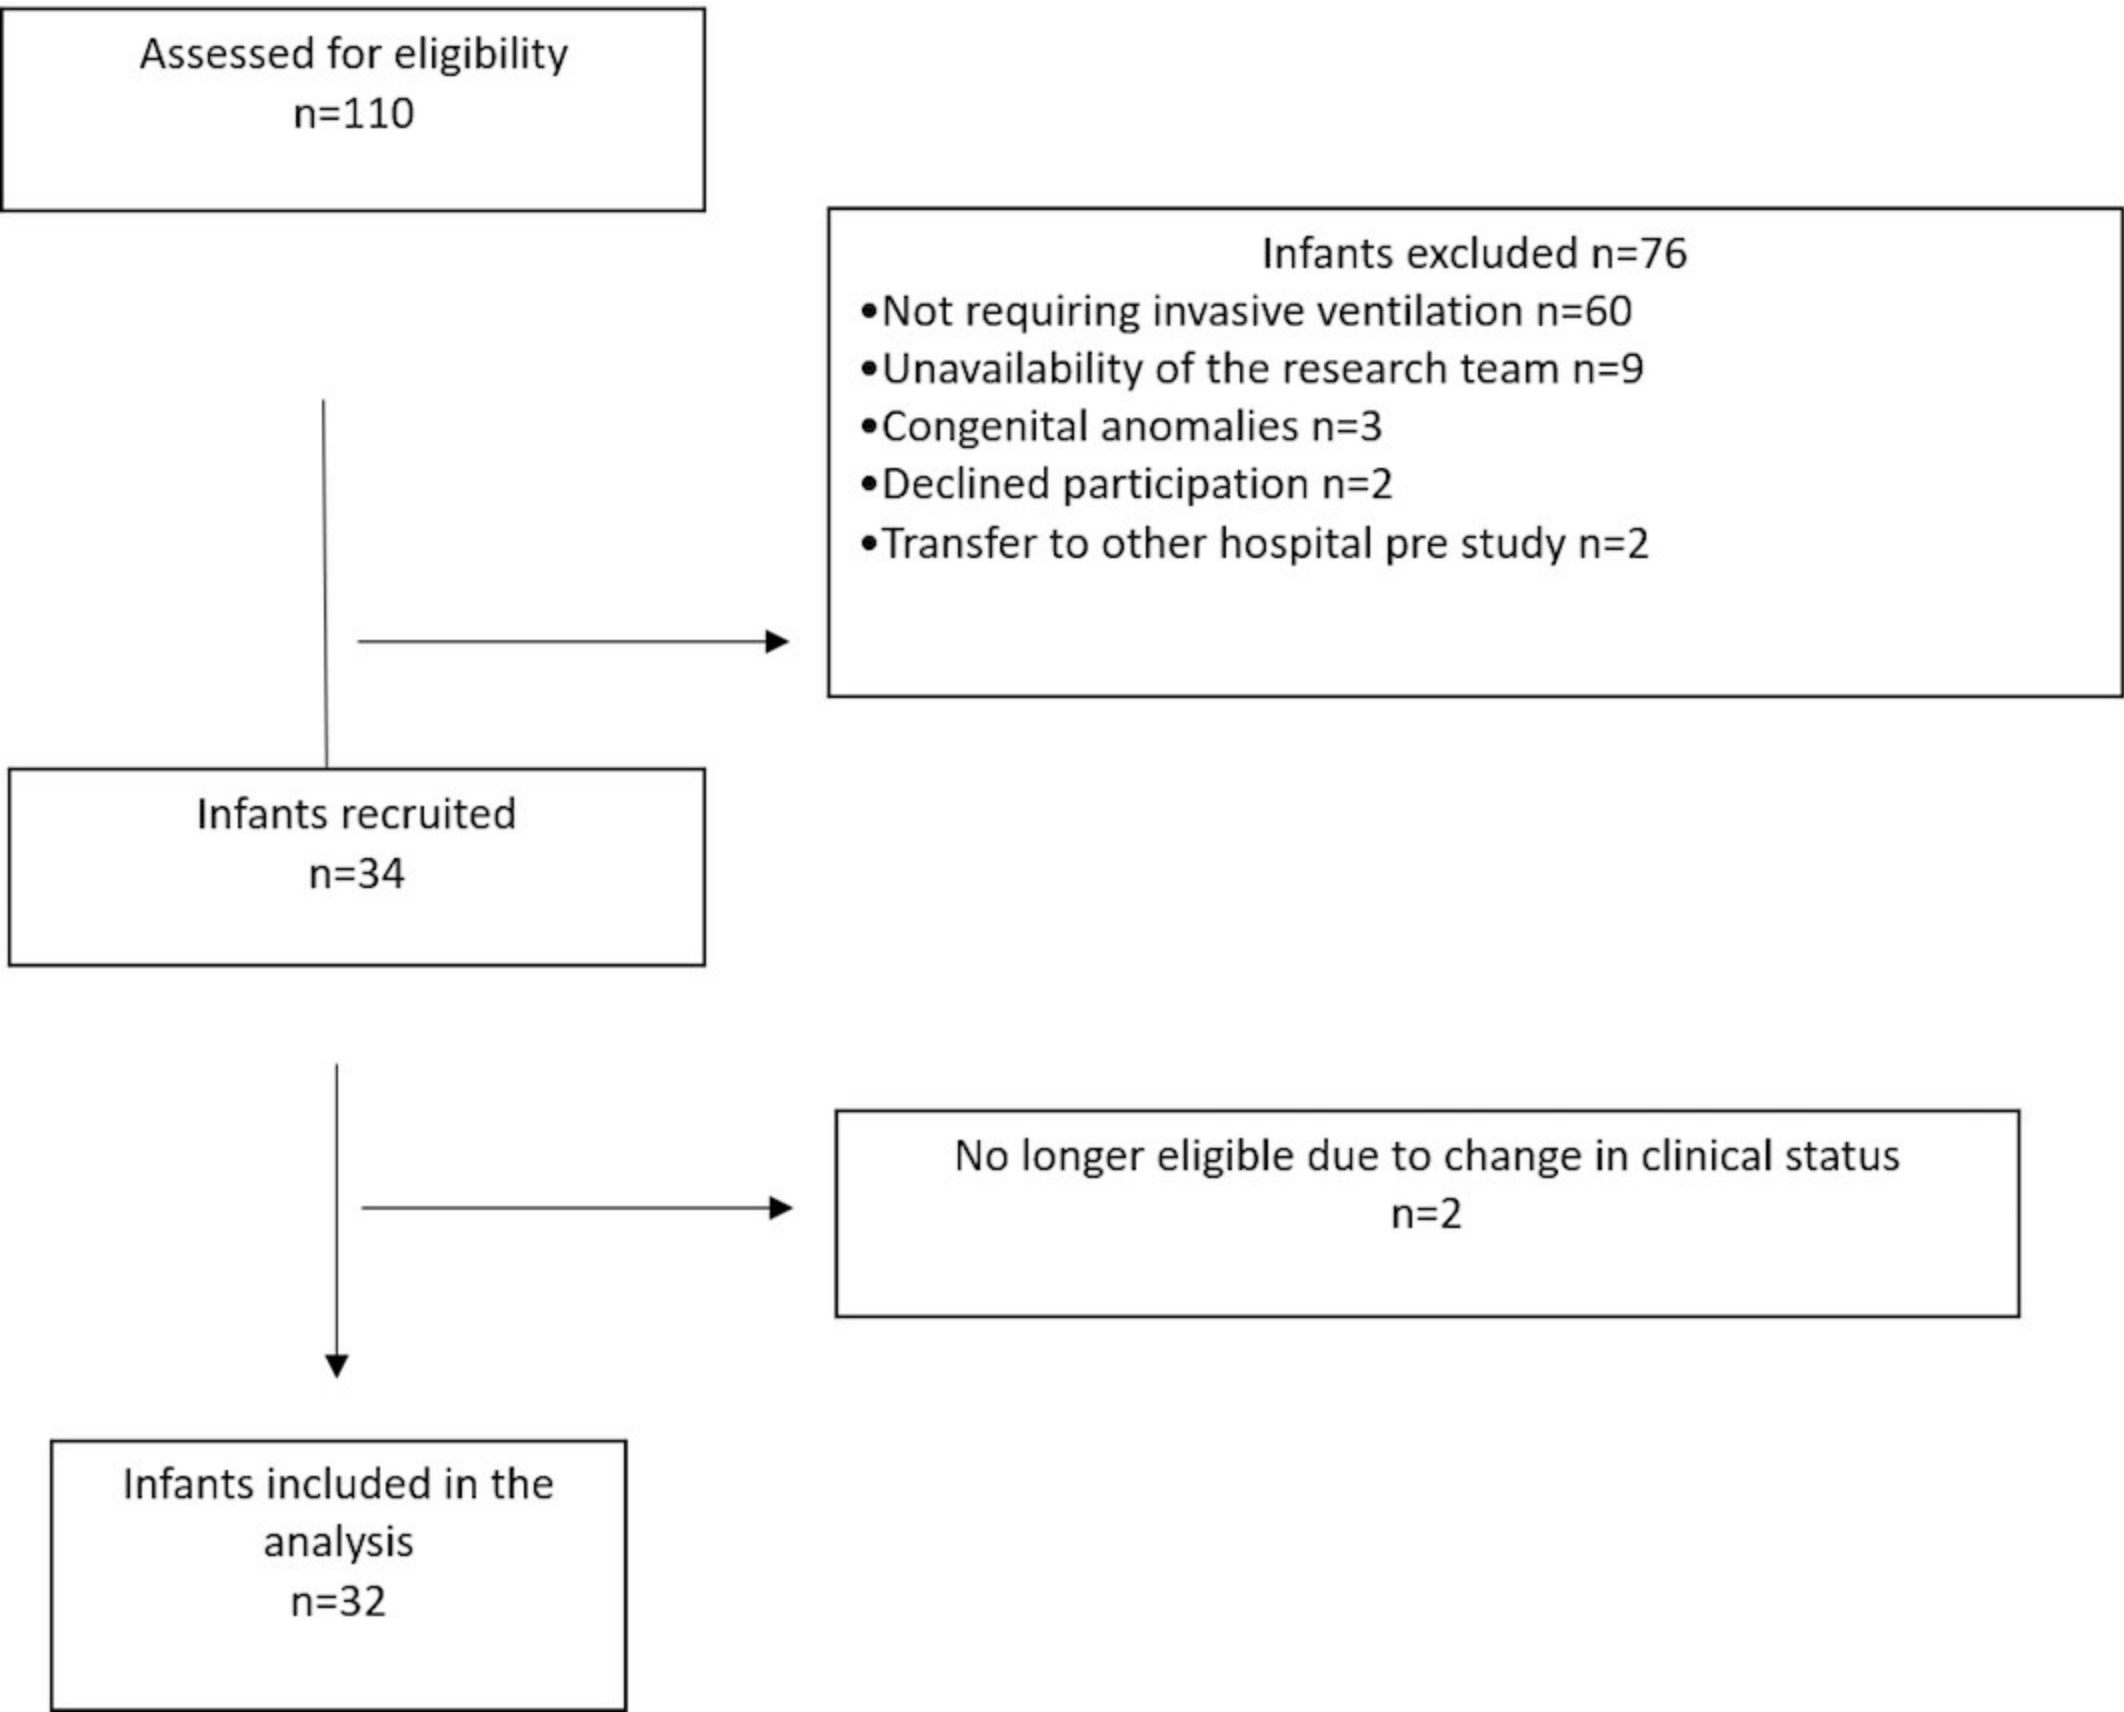 Assessed for eligibility
n=110
Infants excluded n=76
•Not requiring invasive ventilation n=60
•Unavailability of the research team n=9
•Congenital anomalies n=3
•Declined participation n=2
•Transfer to other hospital pre study n=2
Infants recruited
n=34
No longer eligible due to change in clinical status
n=2
Infants included in the
analysis
n=32